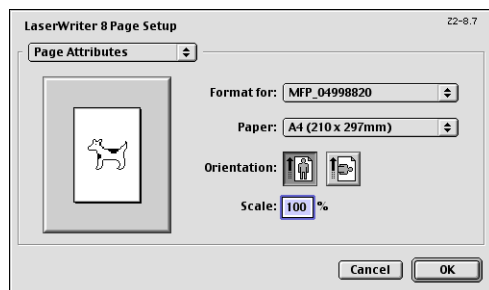 LaserWriter 8 Page Setup
Z2-8.7
Page Attributes
Format for: MFP_04998820
Paper: A4 (210 x 297mm)
Orientation:
Scale: 100 %
Cancel OK